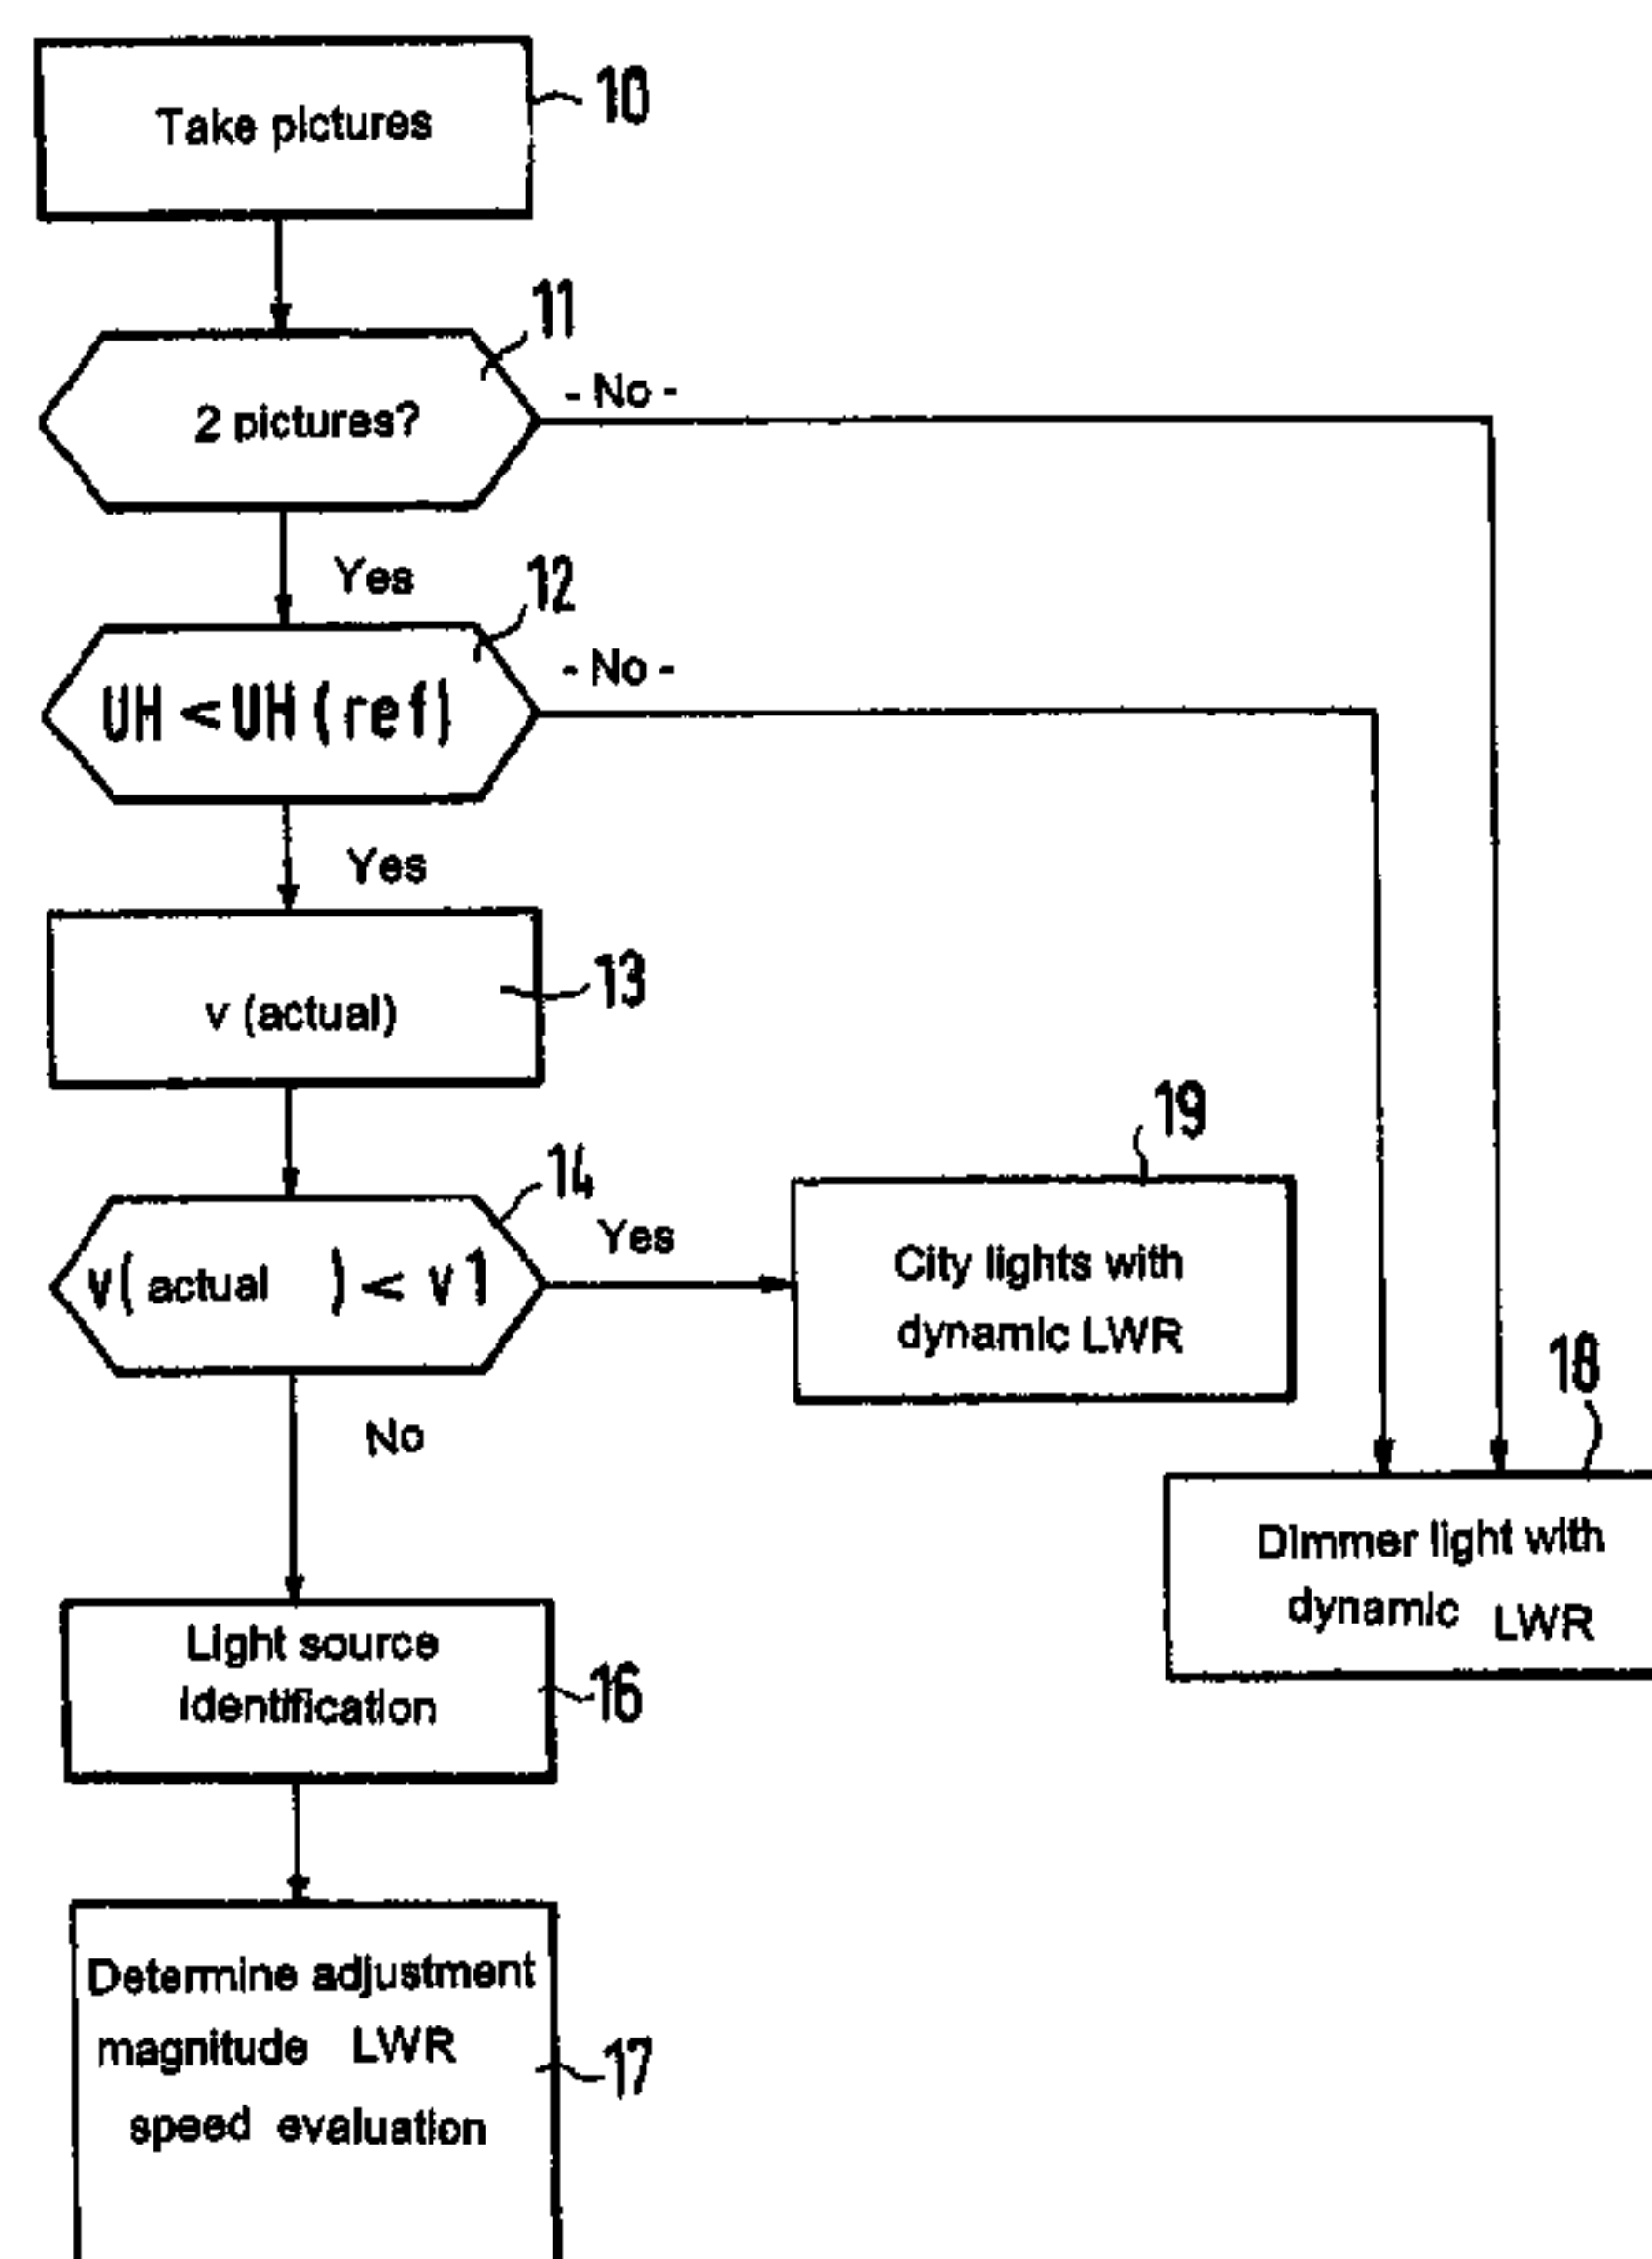 Take pictures
10
2 pictures?
11
- No -
Yes
UH < UH (ref)
12
- No -
Yes
v (actual)
13
v( actual ) < v1
14
Yes
No
City lights with
dynamic LWR
19
Dimmer light with
dynamic LWR
18
Light source
identification
16
Determine adjustment
magnitude LWR
speed evaluation
17